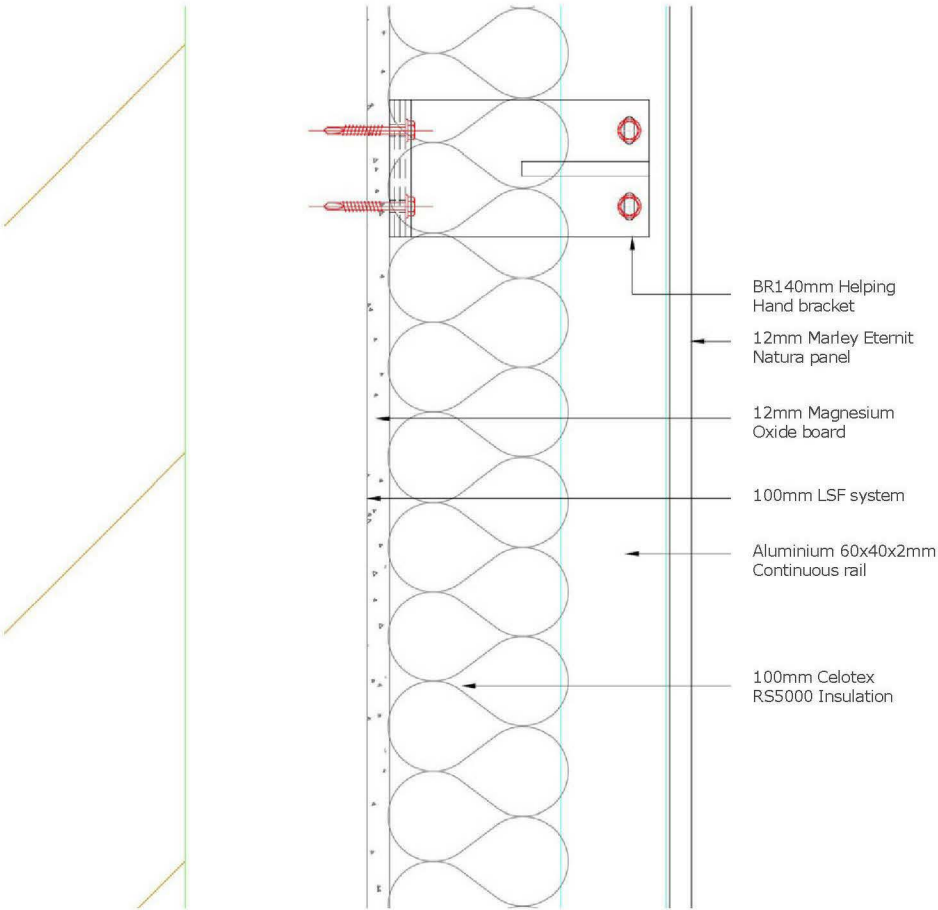 BR140mm Helping
Hand bracket
12mm Marley Eternit
Natura panel
12mm Magnesium
Oxide board
100mm LSF system
Aluminium 60x40x2mm
Continuous rail
100mm Celotex
RS5000 Insulation